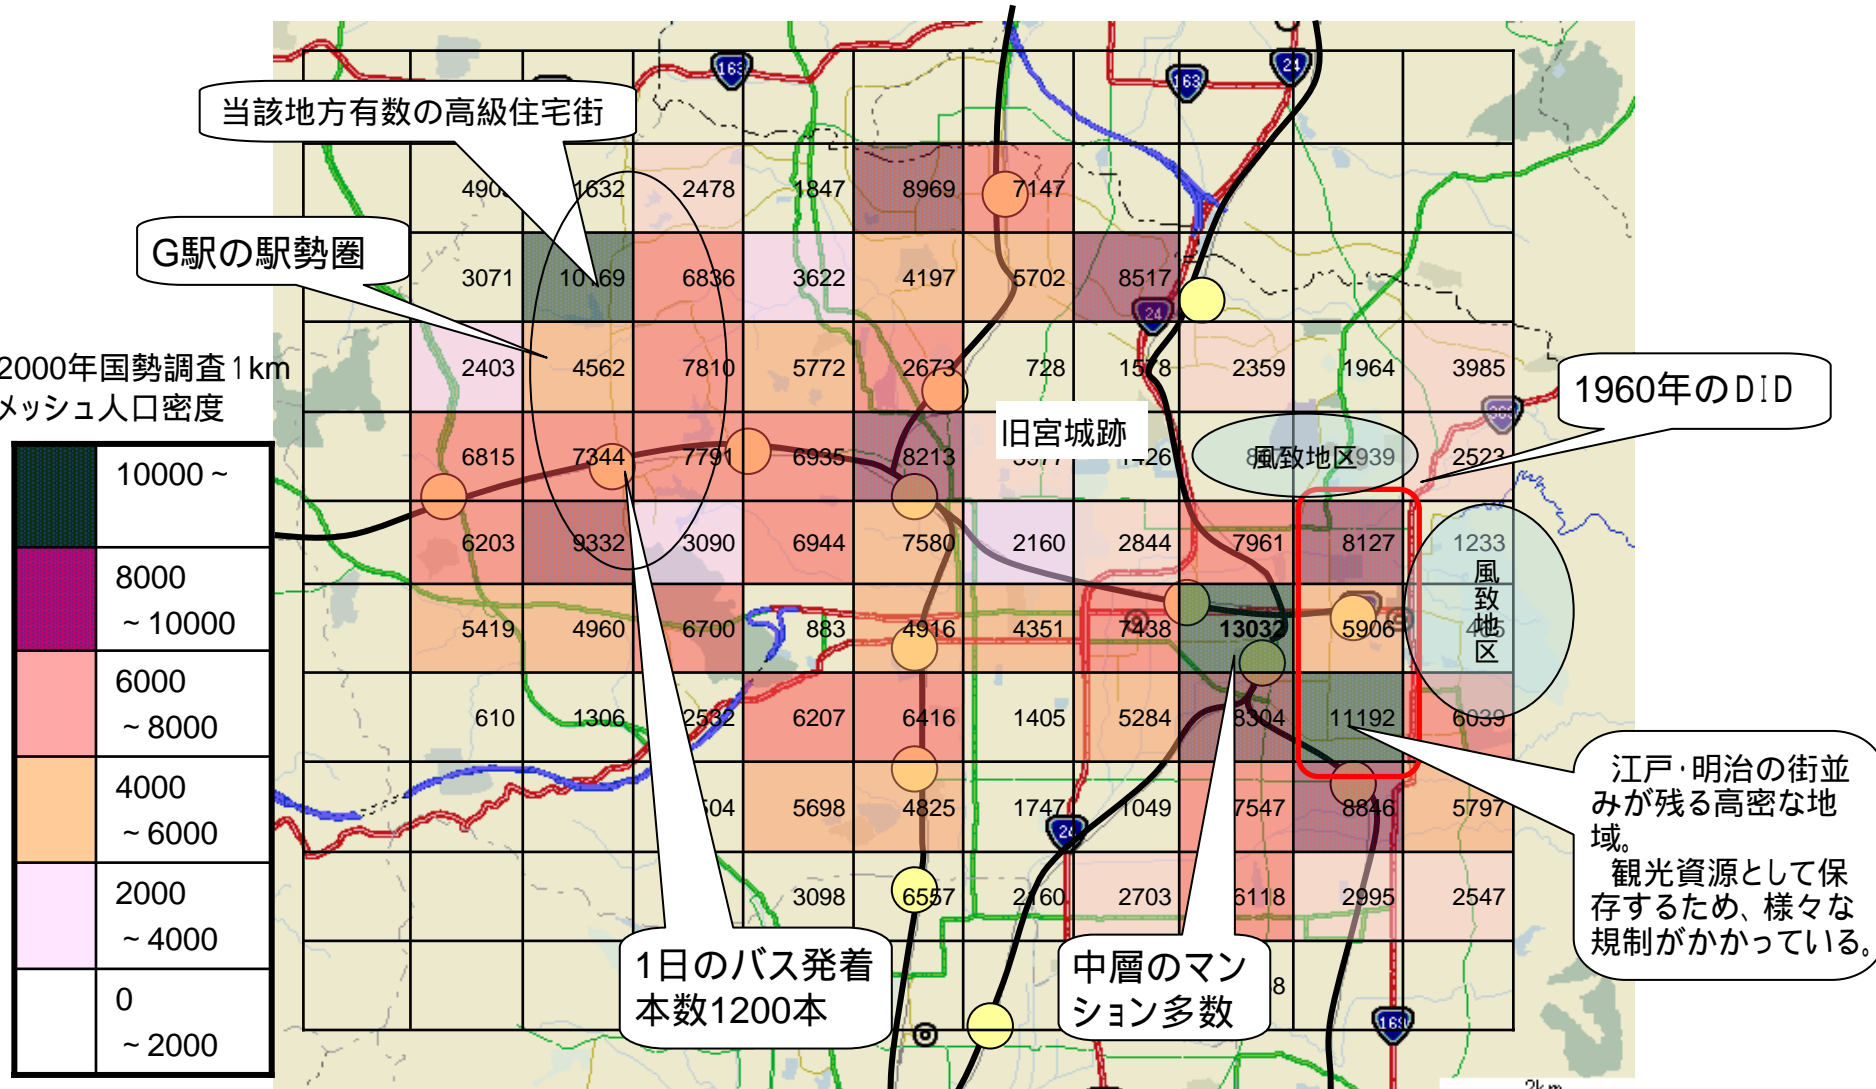 163
163
24
当該地方有数の高級住宅街
1632 2478 1847 8969 7147
G駅の駅勢圏
3071 10169 6836 3622 4197 5702 8517
24
2000年国勢調査1km
メッシュ人口密度
2403 4562 7810 5772 2673 728 1578 2359 1964 3985
1960年のDID
旧宮城跡
6815 7344 7791 6935 8213 風致地区 2523
6203 9332 3090 6944 7580 2160 2844 7961 8127 1233
風致地区
5419 4960 6700 883 4916 4351 7438 13032 5906
610 1306 2532 6207 6416 1405 5284 8304 11192 6039
5698 4825 1747 1049 7547 8846 5797
24
3098 6557 2160 2703 6118 2995 2547
10000~
8000
~10000
6000
~8000
4000
~6000
2000
~4000
0
~2000
江戸・明治の街並
みが残る高密な地
域。
観光資源として保
存するため、様々な
規制がかかっている。
1日のバス発着
本数1200本
中層のマン
ション多数
169
2km